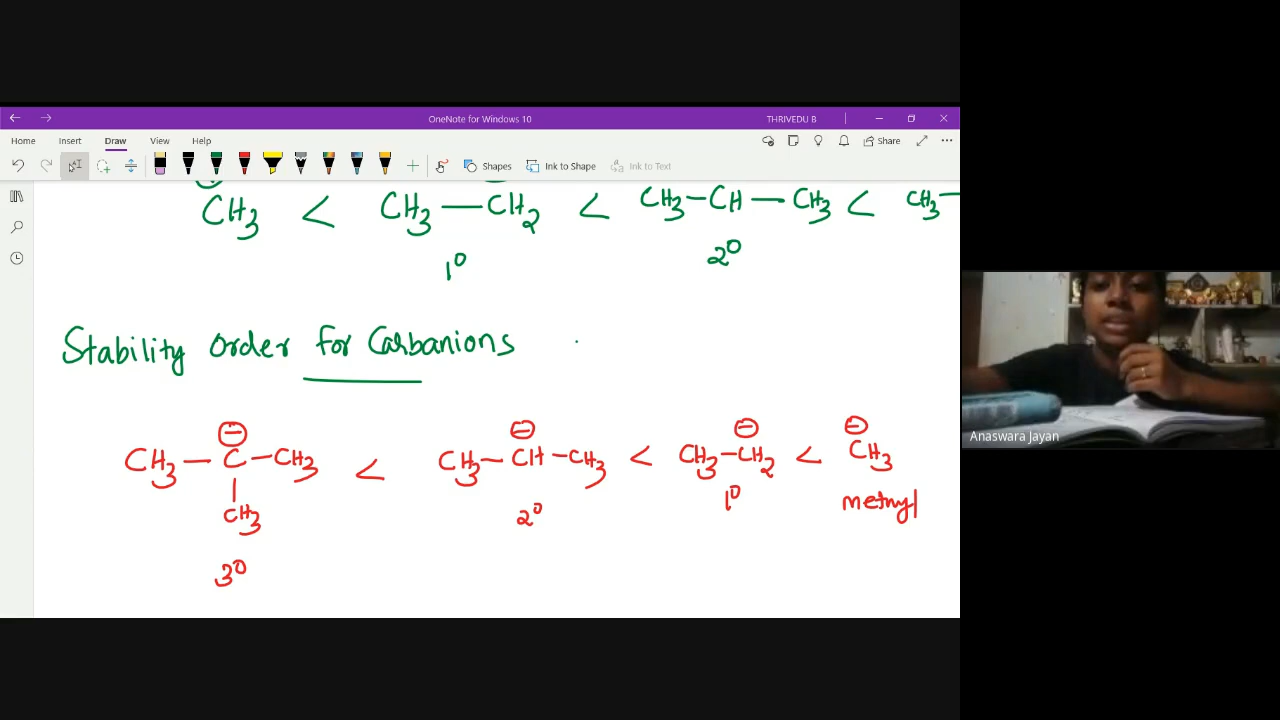 OneNote for Windows 10
THRIVEDU B
Home Insert Draw View Help
Share
Shapes Ink to Shape Ink to Text
CH3 < CH3—CH2 < CH3—CH—CH3 < CH3—
1° 2°
Stability Order for Carbanions
⊖ ⊖ ⊖ ⊖
CH3—C—CH3 < CH3—CH—CH3 < CH3—CH2 < CH3
CH3
3° 2° 1° methyl
Anaswara Jayan